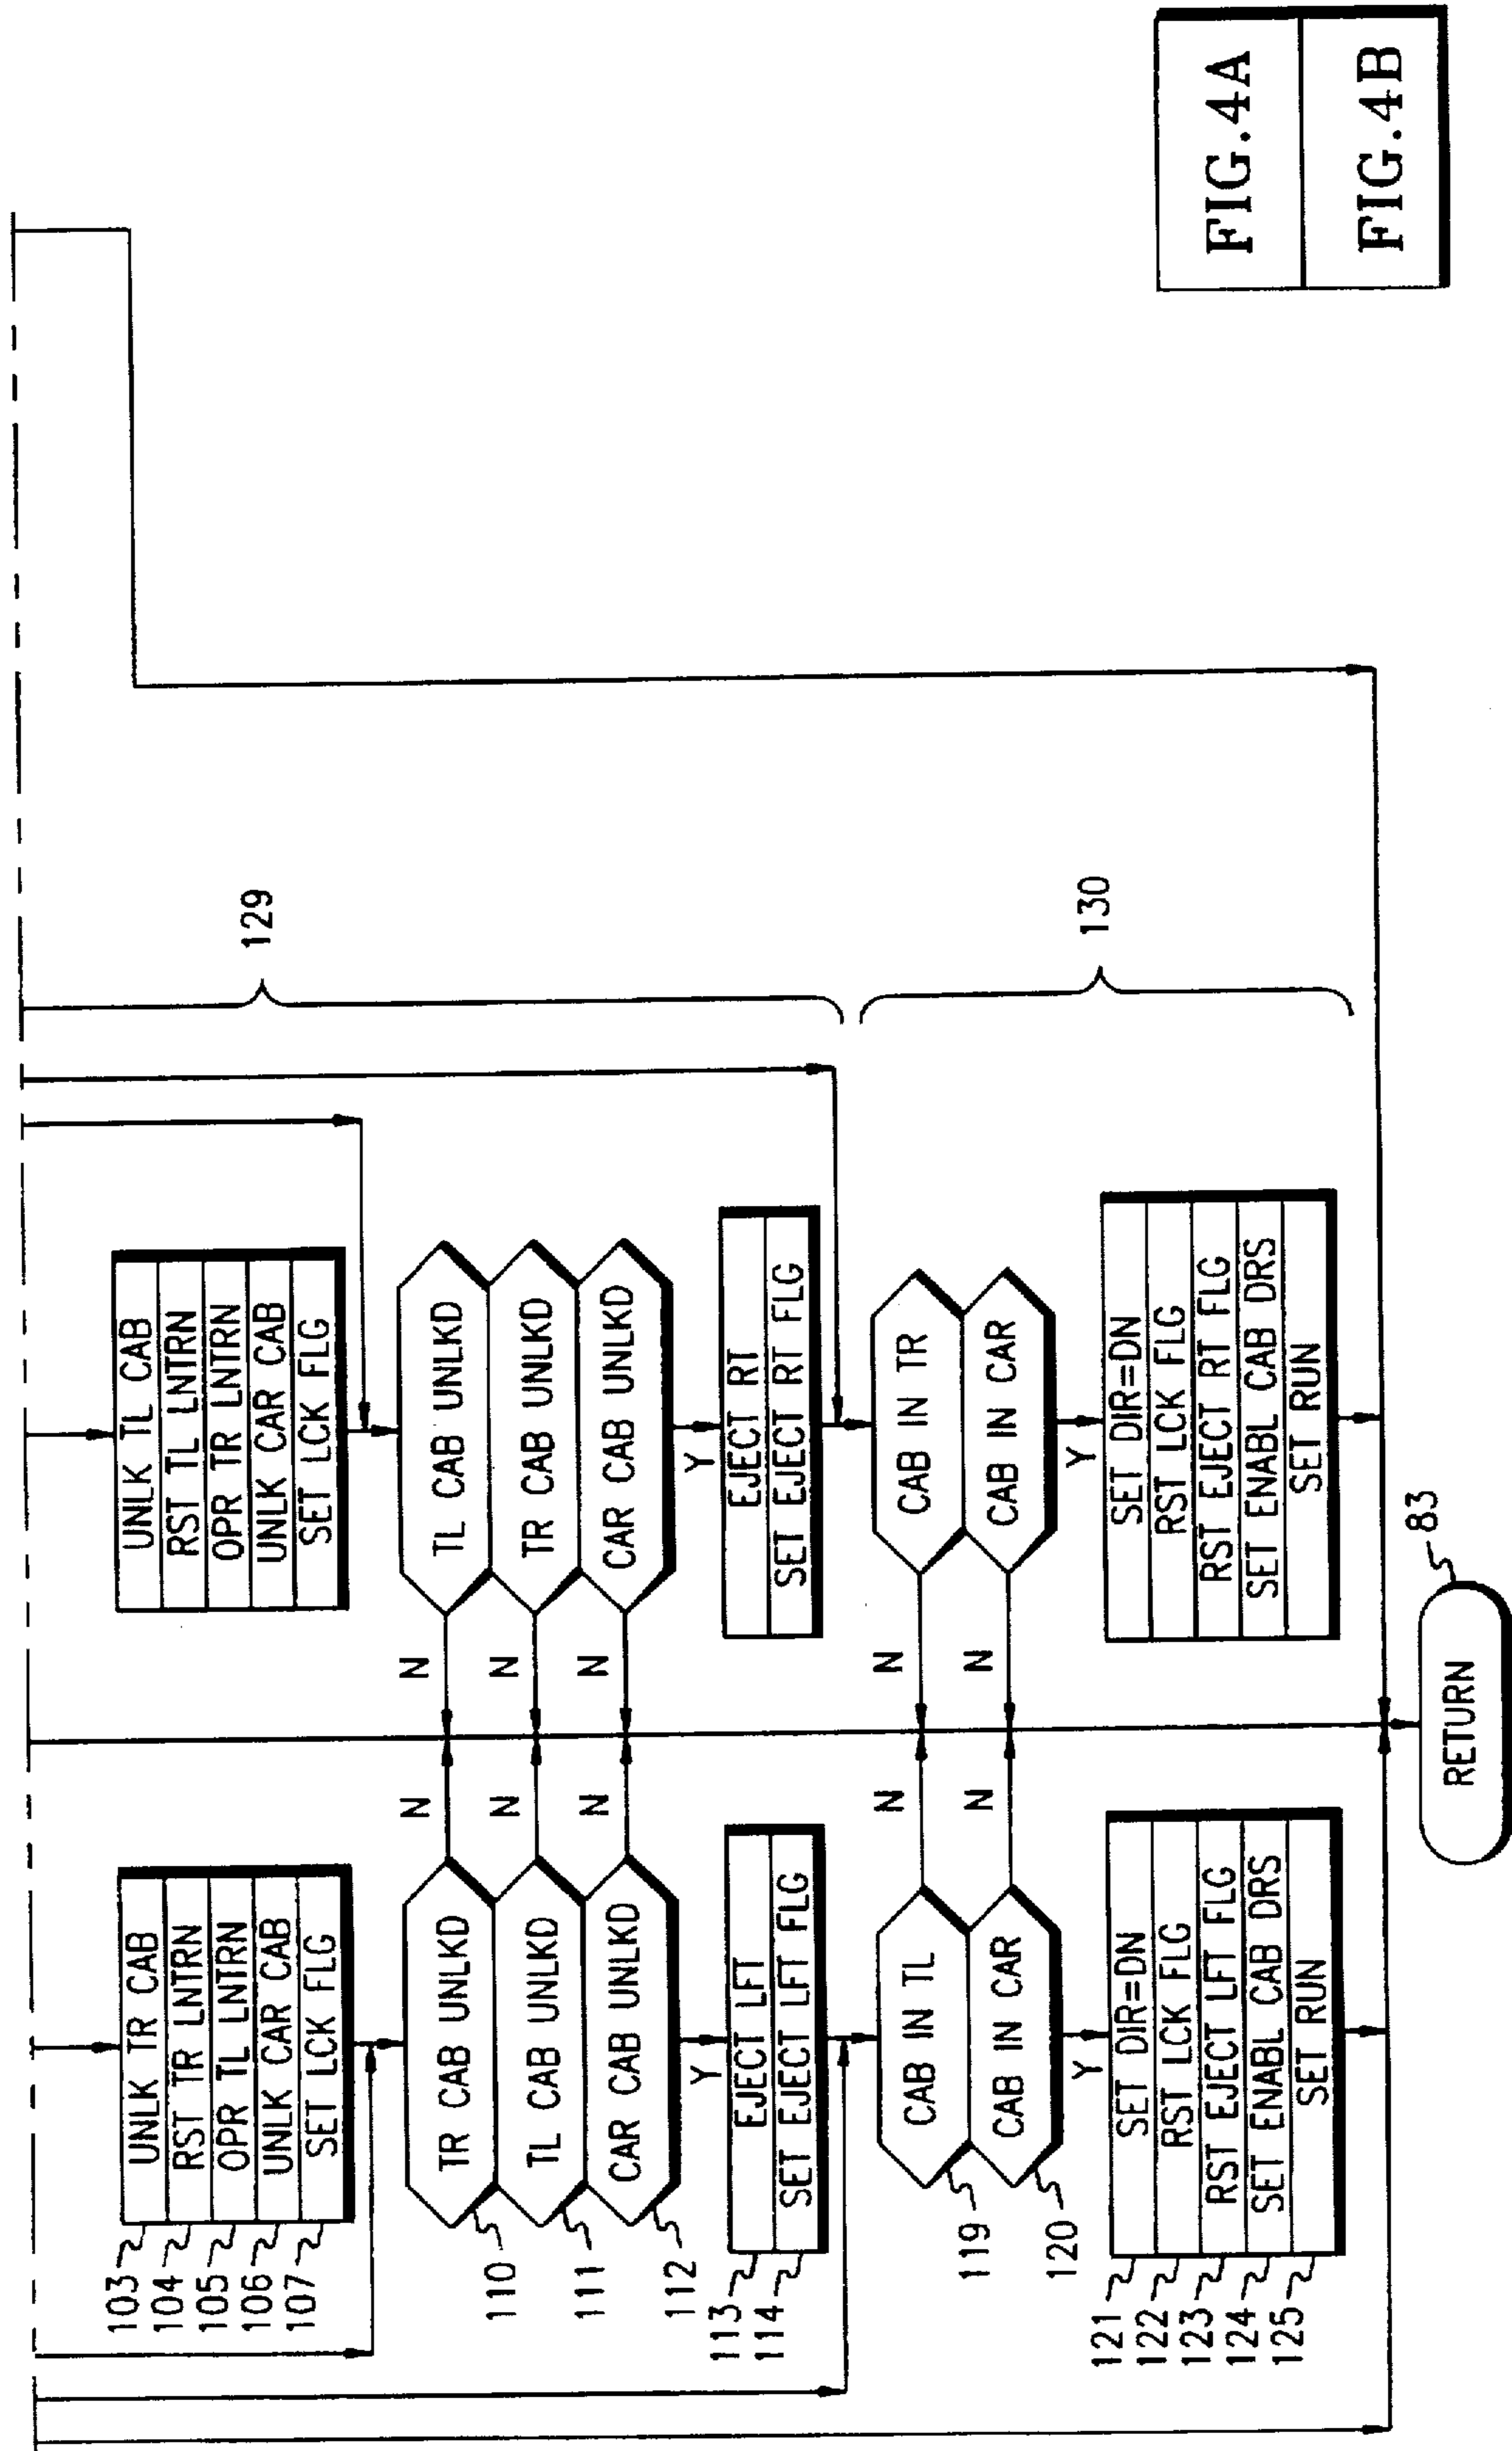 103
UNLK TR CAB
104
RST TR LNTRN
105
OPR TL LNTRN
106
UNLK CAR CAB
107
SET LCK FLG
110
TR CAB UNLKD
N
111
TL CAB UNLKD
N
112
CAR CAB UNLKD
N
Y
113
EJECT LFT
114
SET EJECT LFT FLG
119
CAB IN TL
N
120
CAB IN CAR
N
Y
121
SET DIR=DN
122
RST LCK FLG
123
RST EJECT LFT FLG
124
SET ENABL CAB DRS
125
SET RUN
UNLK TL CAB
RST TL LNTRN
OPR TR LNTRN
UNLK CAR CAB
SET LCK FLG
N
TL CAB UNLKD
N
TR CAB UNLKD
N
CAR CAB UNLKD
Y
EJECT RT
SET EJECT RT FLG
N
CAB IN TR
N
CAB IN CAR
Y
SET DIR=DN
RST LCK FLG
RST EJECT RT FLG
SET ENABL CAB DRS
SET RUN
129
130
RETURN
83
FIG.4A
FIG.4B